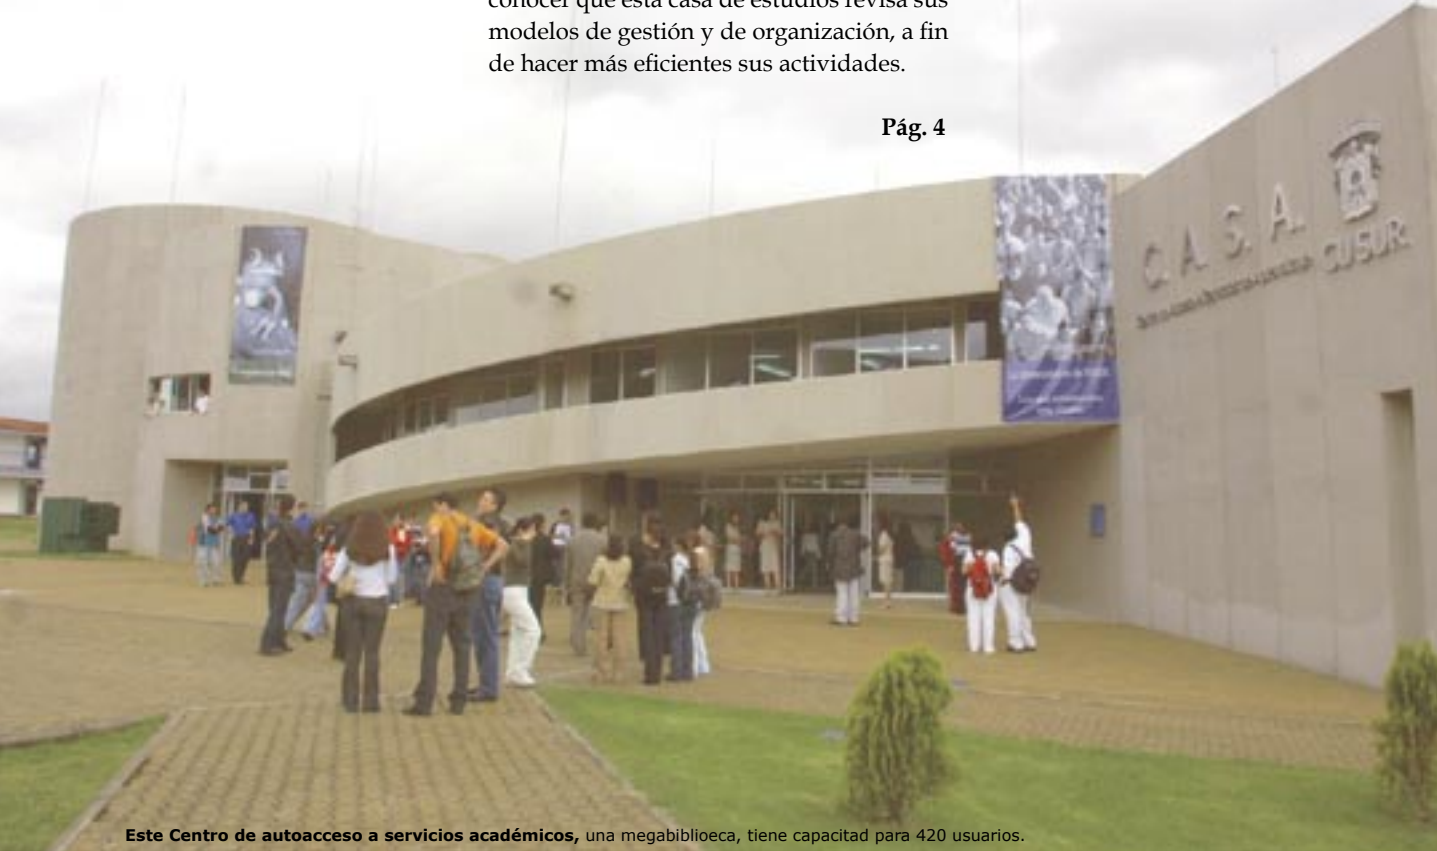 conocer que esta casa de estudios revisa sus
modelos de gestión y de organización, a fin
de hacer más eficientes sus actividades.
Pág. 4
C. A. S. A.
CUSUR
Este Centro de autoacceso a servicios académicos, una megabiblioeca, tiene capacitad para 420 usuarios.